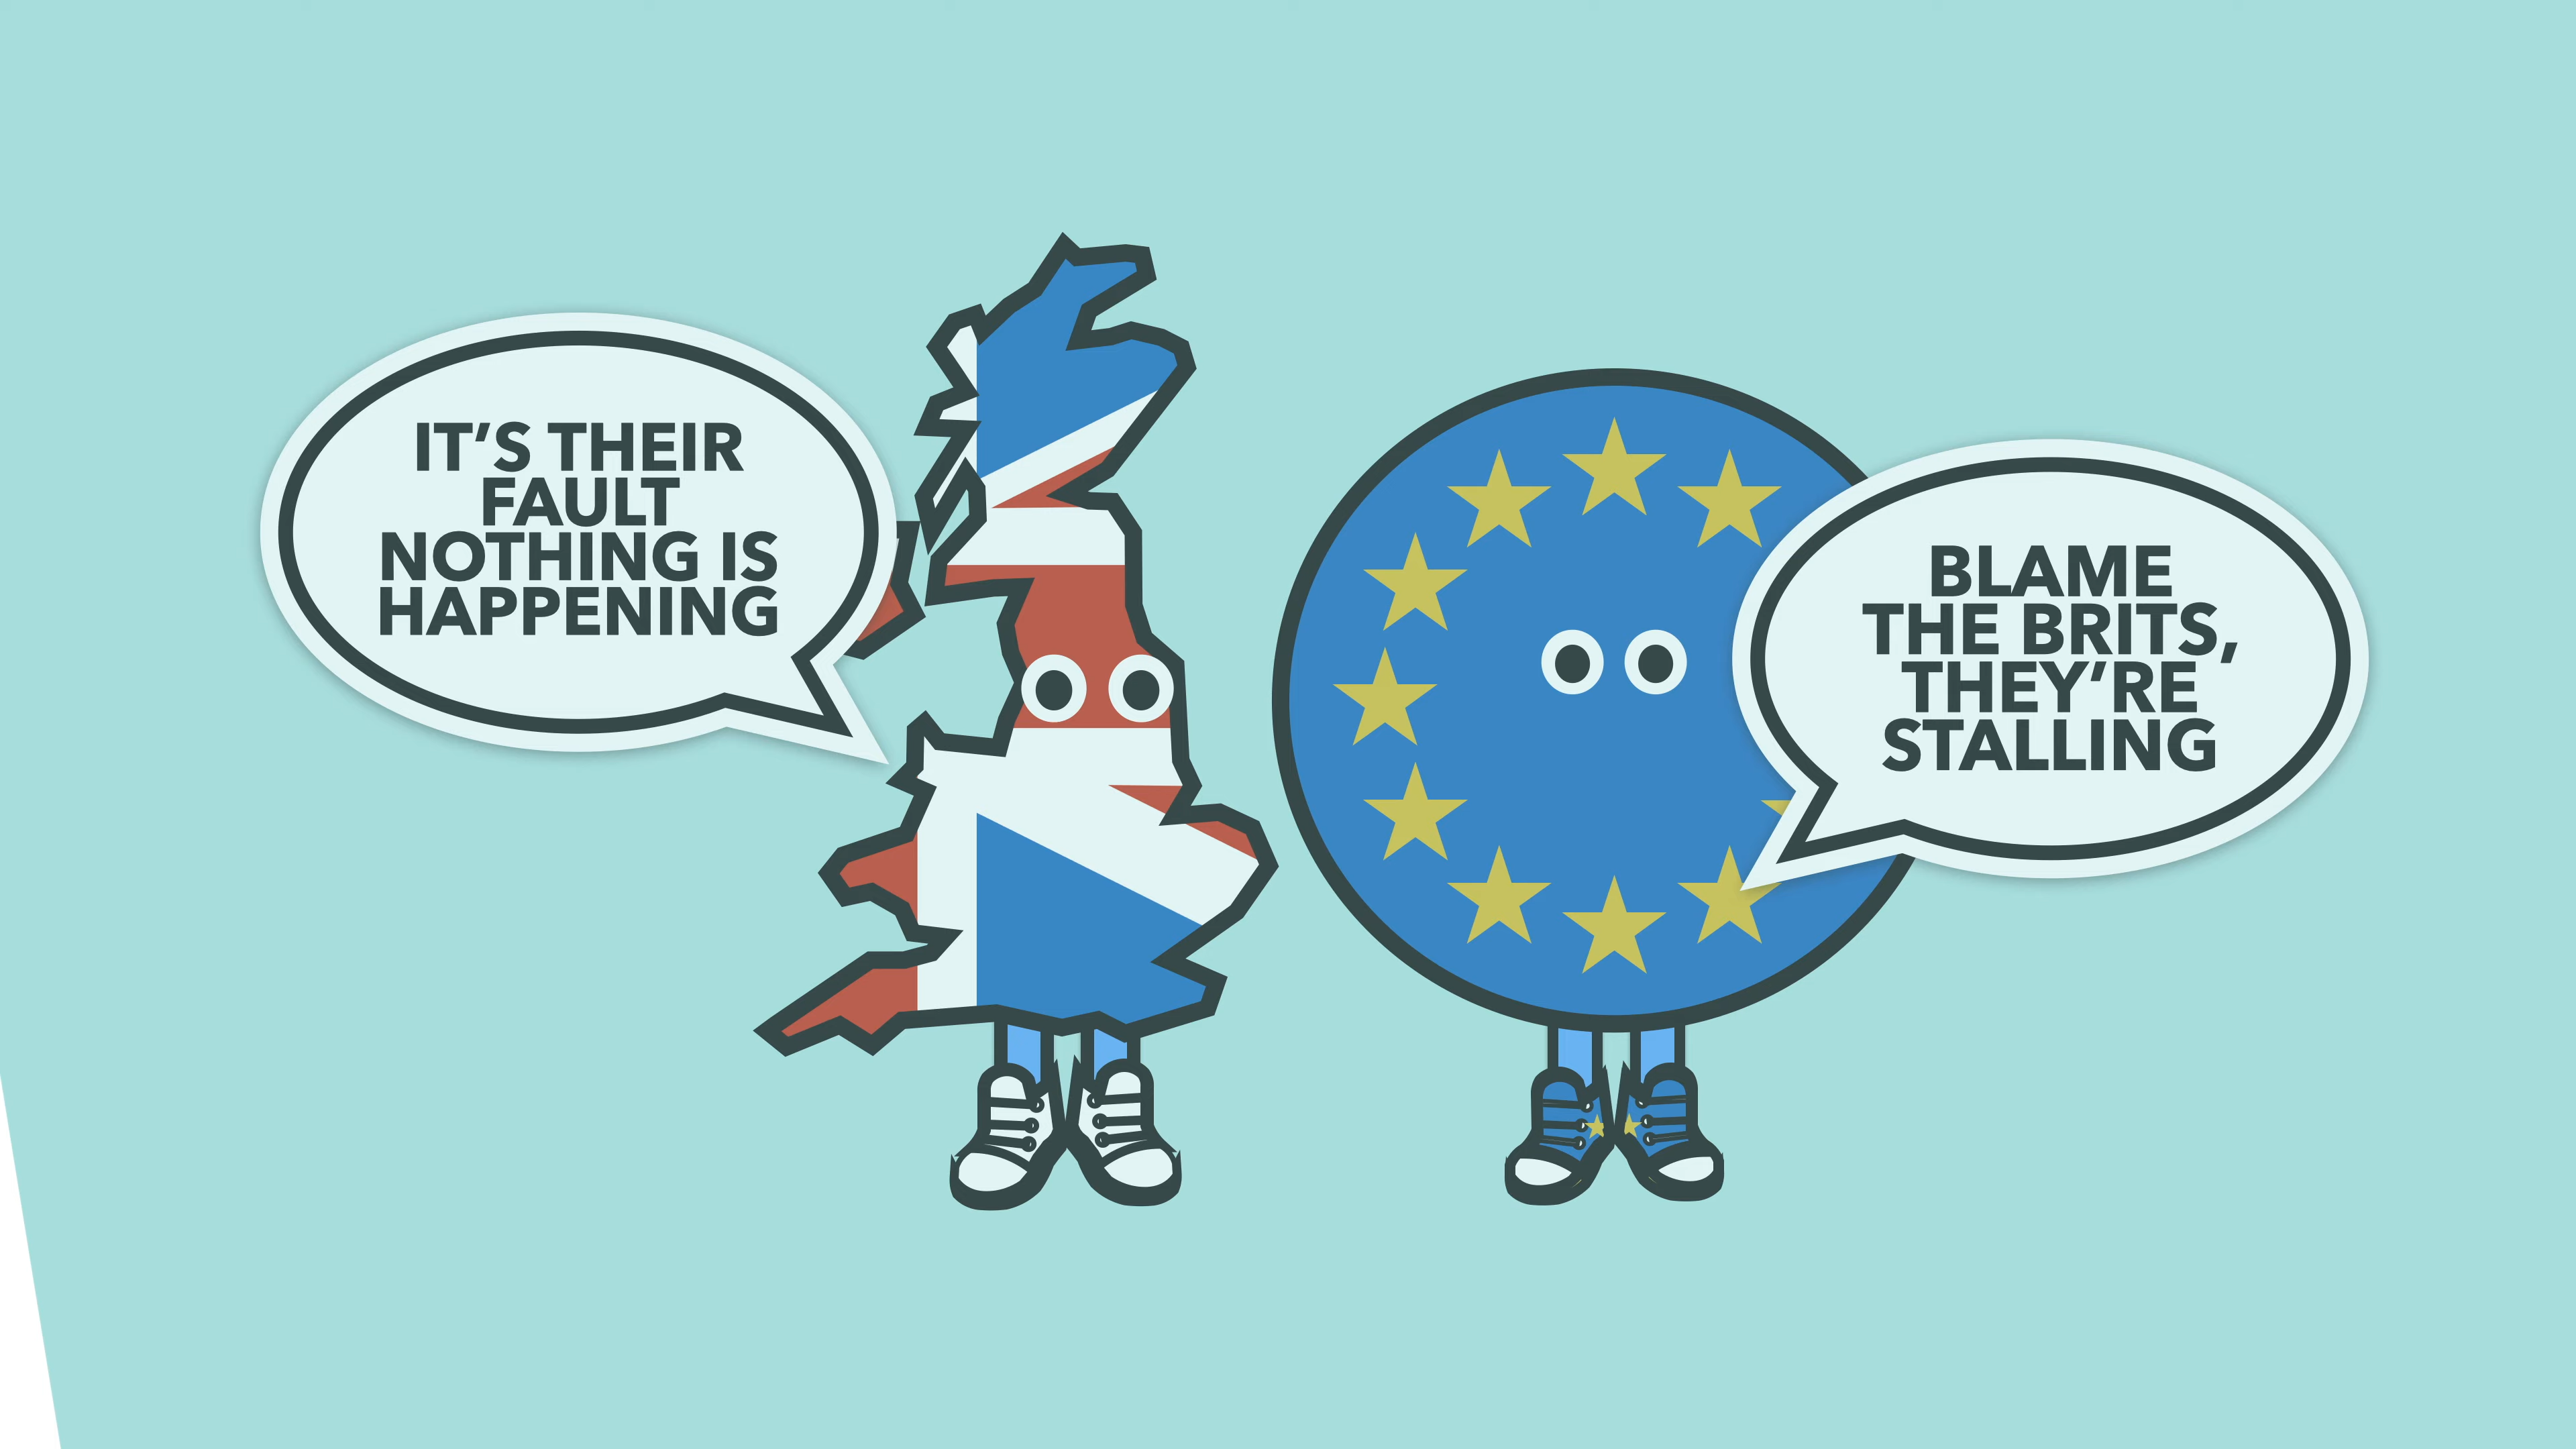 IT’S THEIR
FAULT
NOTHING IS
HAPPENING
BLAME
THE BRITS,
THEY’RE
STALLING